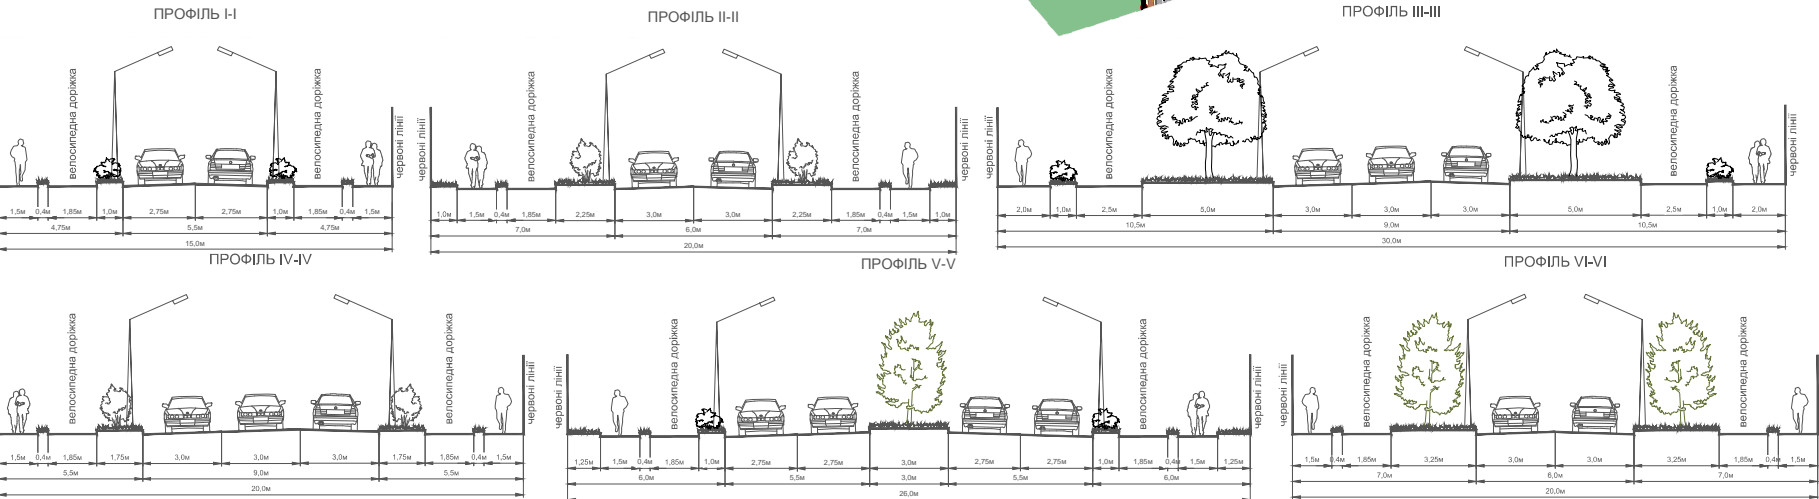 ПРОФІЛЬ I-I
велосипедна доріжка
велосипедна доріжка
червоні лінії
1,5м 0,4м 1,85м 1,0м 2,75м 2,75м 1,0м 1,85м 0,4м 1,5м
4,75м 5,5м 4,75м
15,0м
ПРОФІЛЬ II-II
червоні лінії
велосипедна доріжка
велосипедна доріжка
червоні лінії
1,0м 1,5м 0,4м 1,85м 2,25м 3,0м 3,0м 2,25м 1,85м 0,4м 1,5м 1,0м
7,0м 6,0м 7,0м
20,0м
ПРОФІЛЬ III-III
червоні лінії
велосипедна доріжка
велосипедна доріжка
червоні лінії
2,0м 1,0м 2,5м 5,0м 3,0м 3,0м 3,0м 5,0м 2,5м 1,0м 2,0м
10,5м 9,0м 10,5м
30,0м
ПРОФІЛЬ IV-IV
велосипедна доріжка
велосипедна доріжка
червоні лінії
1,5м 0,4м 1,85м 1,75м 3,0м 3,0м 3,0м 1,75м 1,85м 0,4м 1,5м
5,5м 9,0м 5,5м
20,0м
ПРОФІЛЬ V-V
червоні лінії
велосипедна доріжка
велосипедна доріжка
червоні лінії
1,25м 1,5м 0,4м 1,85м 1,0м 2,75м 2,75м 3,0м 2,75м 2,75м 1,0м 1,85м 0,4м 1,5м 1,25м
6,0м 5,5м 3,0м 5,5м 6,0м
26,0м
ПРОФІЛЬ VI-VI
червоні лінії
велосипедна доріжка
велосипедна доріжка
1,5м 0,4м 1,85м 3,25м 3,0м 3,0м 3,25м 1,85м 0,4м 1,5м
7,0м 6,0м 7,0м
20,0м